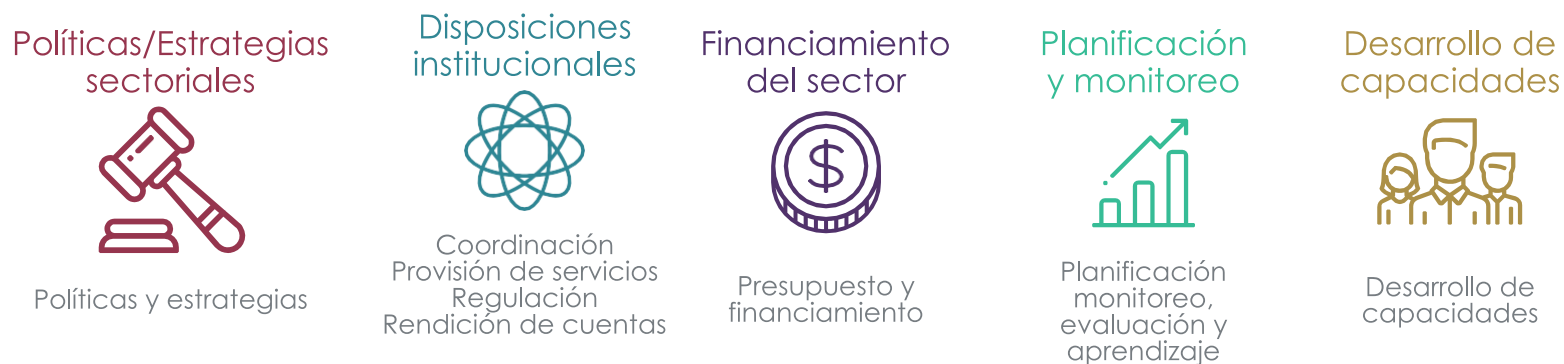 Políticas/Estrategias
sectoriales
Políticas y estrategias
Disposiciones
institucionales
Coordinación
Provisión de servicios
Regulación
Rendición de cuentas
Financiamiento
del sector
$
Presupuesto y
financiamiento
Planificación
y monitoreo
Planificación
monitoreo,
evaluación y
aprendizaje
Desarrollo de
capacidades
Desarrollo de
capacidades